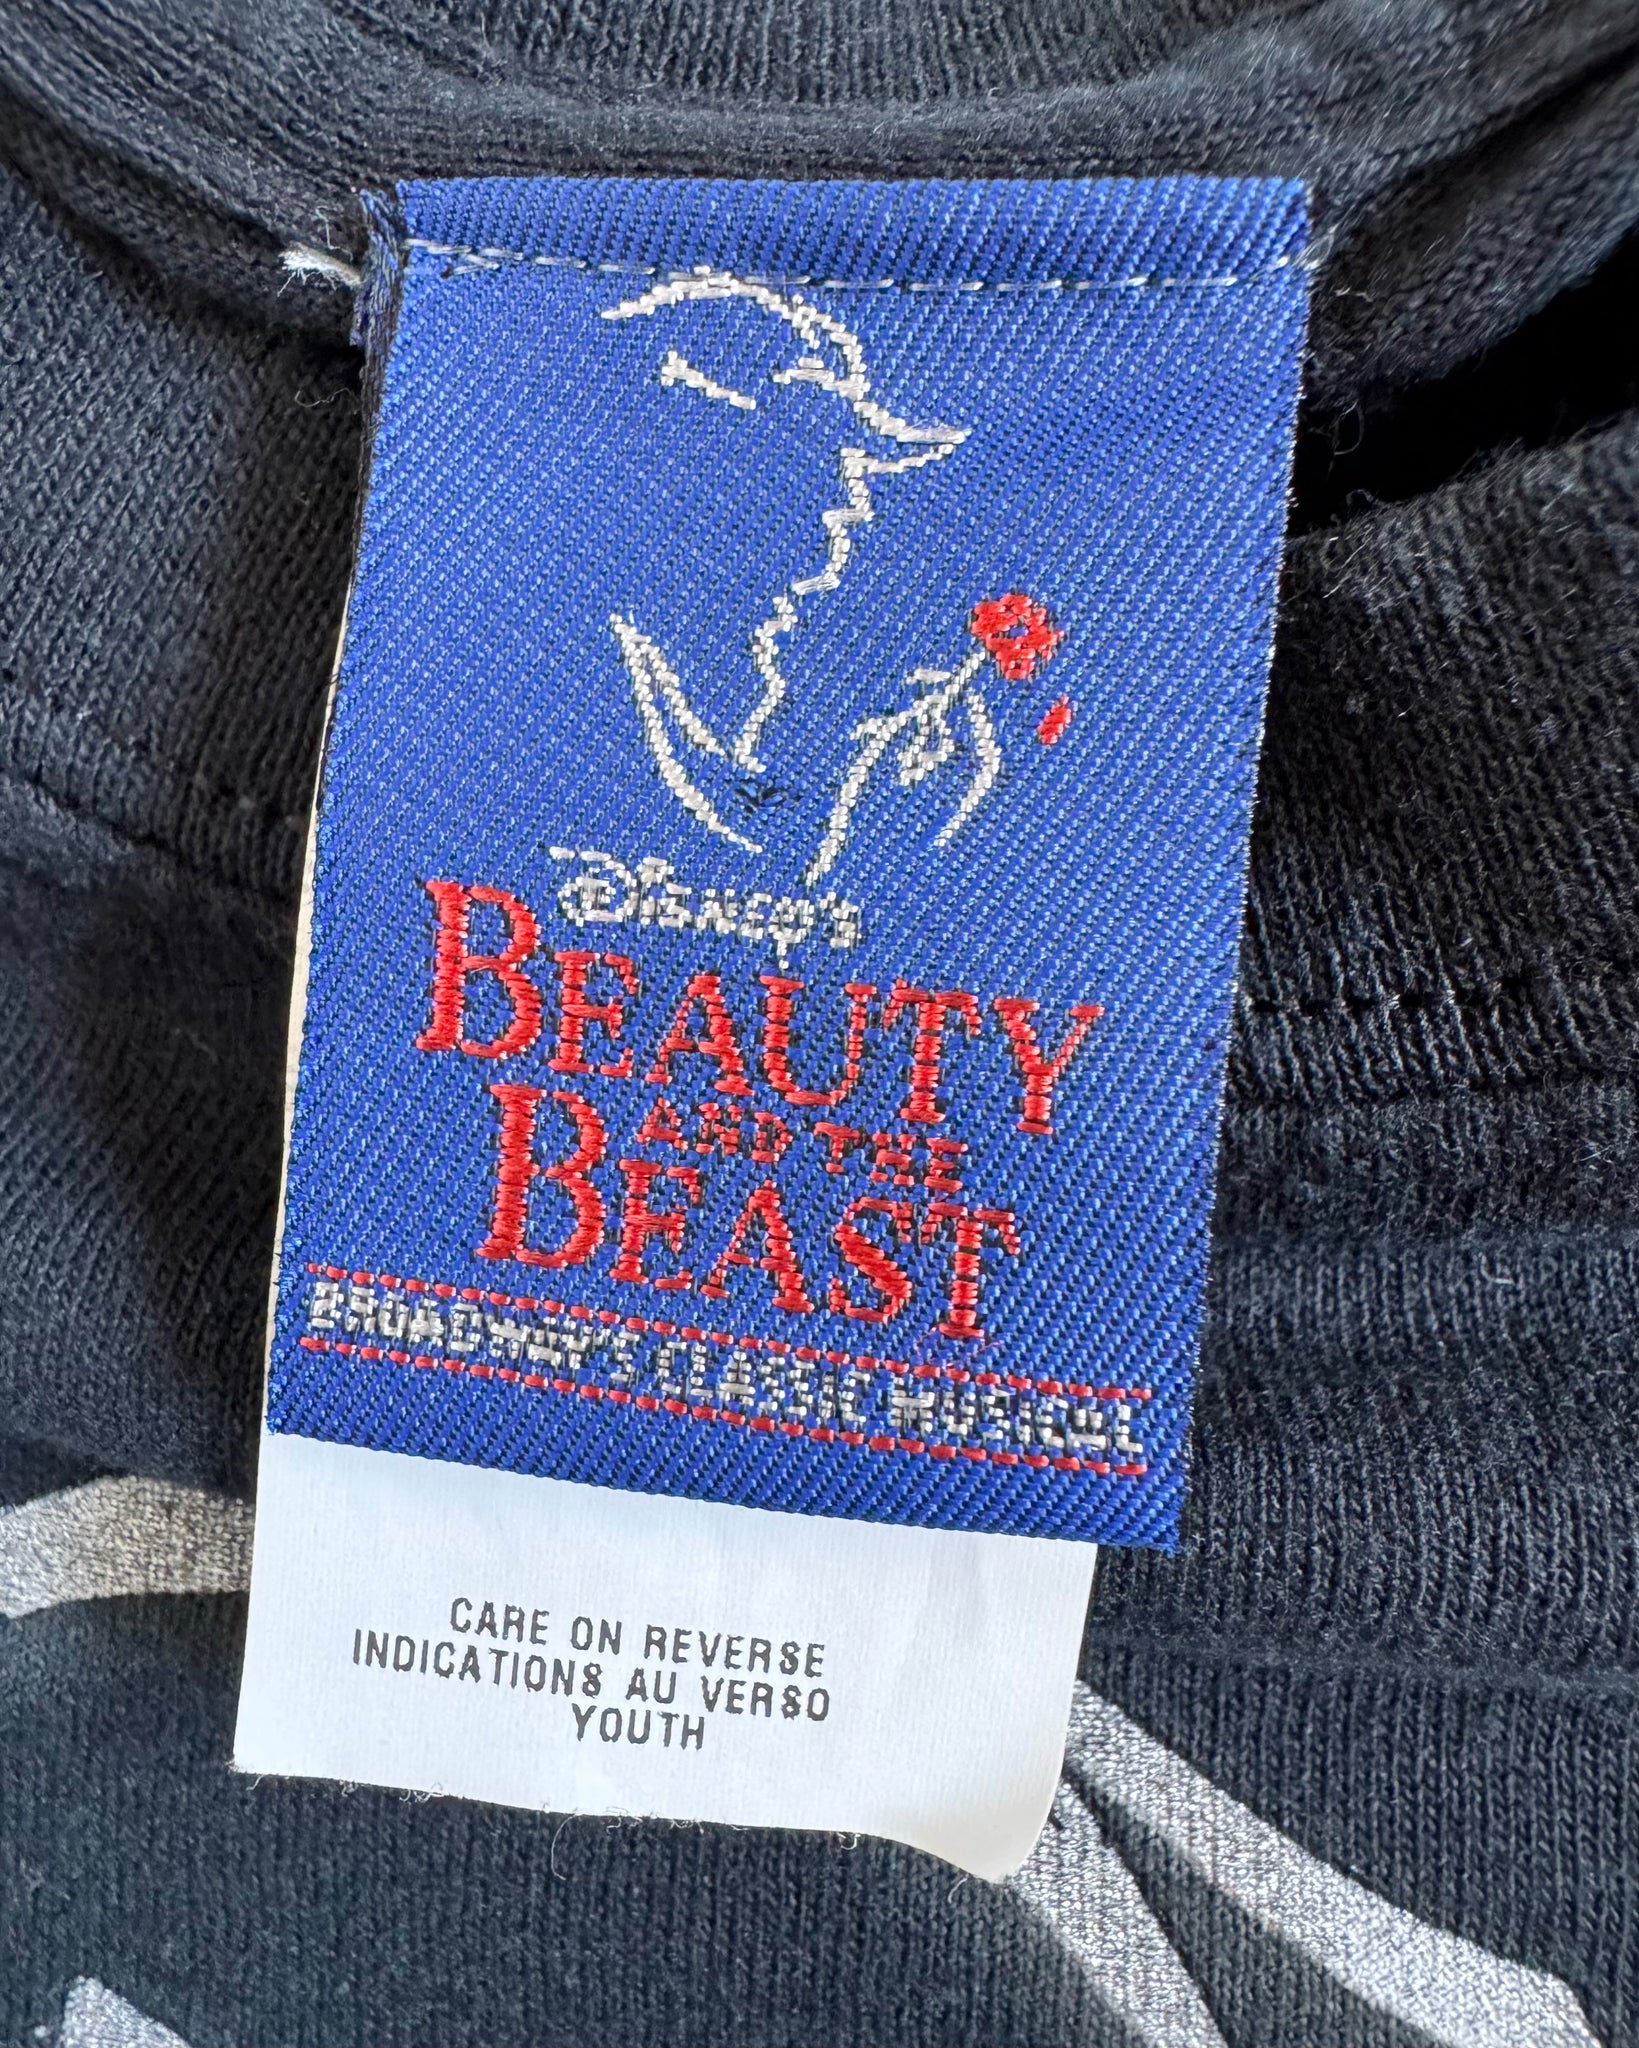 Disney's
BEAUTY
AND THE
BEAST
BROADWAY'S CLASSIC MUSICAL
CARE ON REVERSE
INDICATIONS AU VERSO
YOUTH